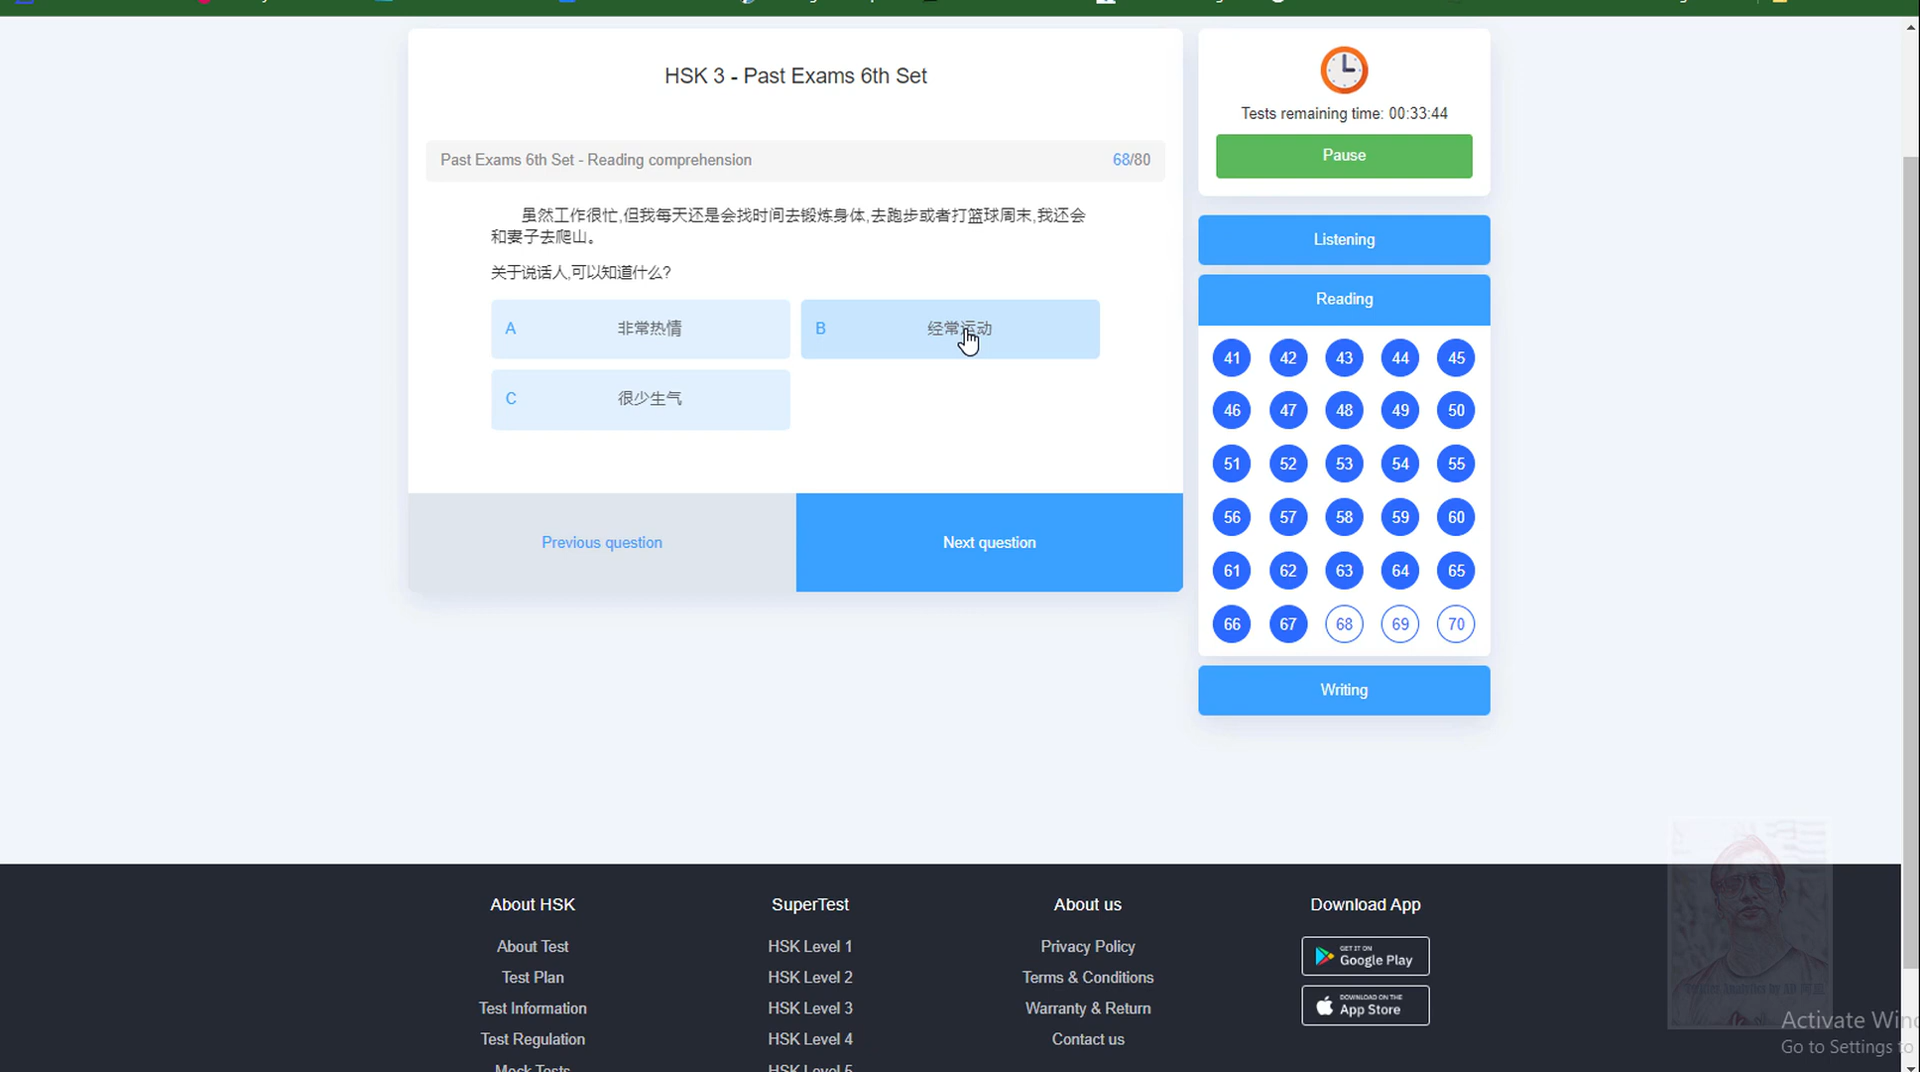 HSK 3 - Past Exams 6th Set
Past Exams 6th Set - Reading comprehension
68/80
虽然工作很忙,但我每天还是会找时间去锻炼身体,去跑步或者打篮球周末,我还会
和妻子去爬山。
关于说话人,可以知道什么?
A 非常热情
B 经常运动
C 很少生气
Previous question
Next question
Tests remaining time: 00:33:44
Pause
Listening
Reading
41 42 43 44 45
46 47 48 49 50
51 52 53 54 55
56 57 58 59 60
61 62 63 64 65
66 67 68 69 70
Writing
About HSK
About Test
Test Plan
Test Information
Test Regulation
Mock Tests
SuperTest
HSK Level 1
HSK Level 2
HSK Level 3
HSK Level 4
HSK Level 5
About us
Privacy Policy
Terms & Conditions
Warranty & Return
Contact us
Download App
GET IT ON
Google Play
DOWNLOAD ON THE
App Store
Activate Win
Go to Settings to